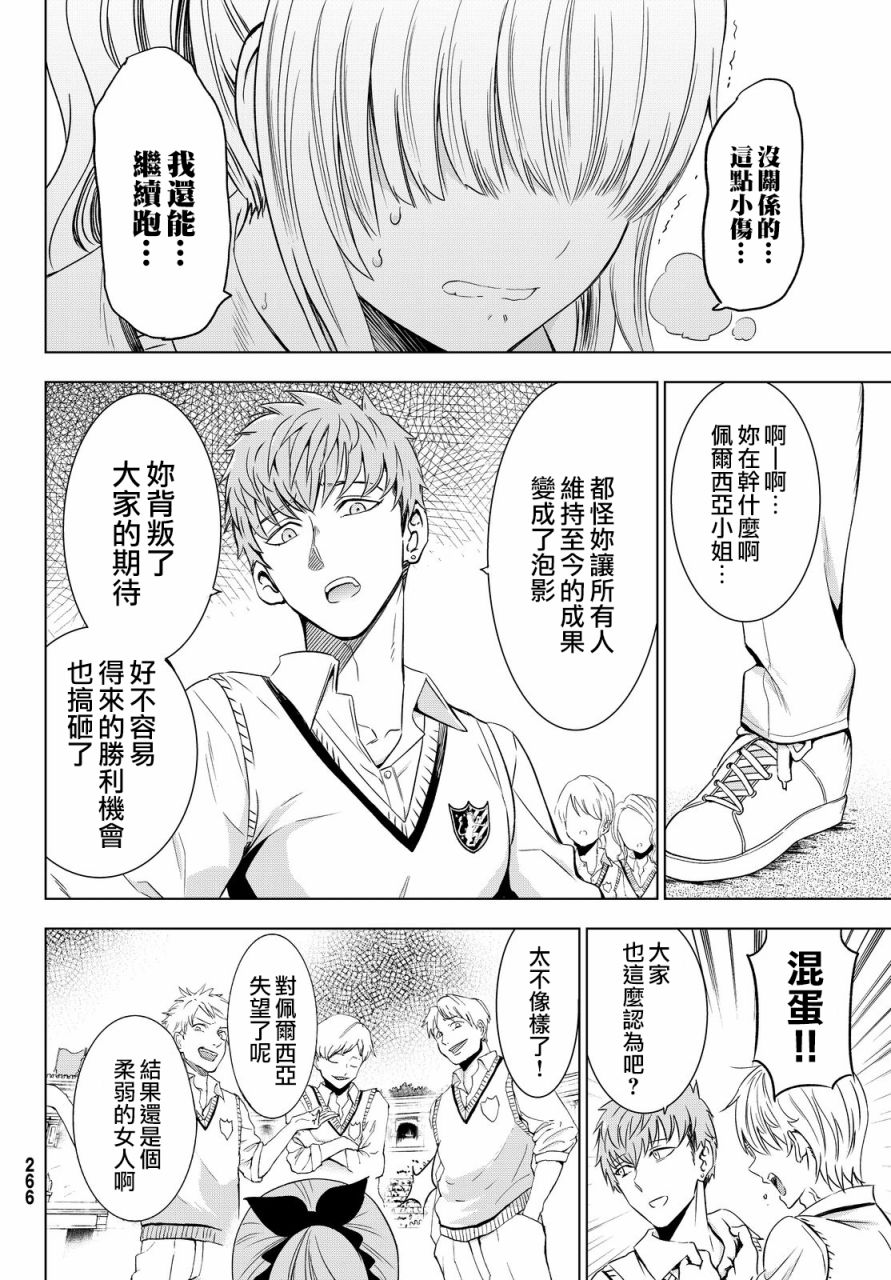 沒關係的…
這點小傷…
我還能…
繼續跑…
啊—啊…
妳在幹什麼啊
佩爾西亞小姐…
都怪妳讓所有人
維持至今的成果
變成了泡影
妳背叛了
大家的期待
好不容易
得來的勝利機會
也搞砸了
混蛋!!
大家
也這麼認為吧?
太不像樣了!
對佩爾西亞
失望了呢
結果還是個
柔弱的女人啊
266